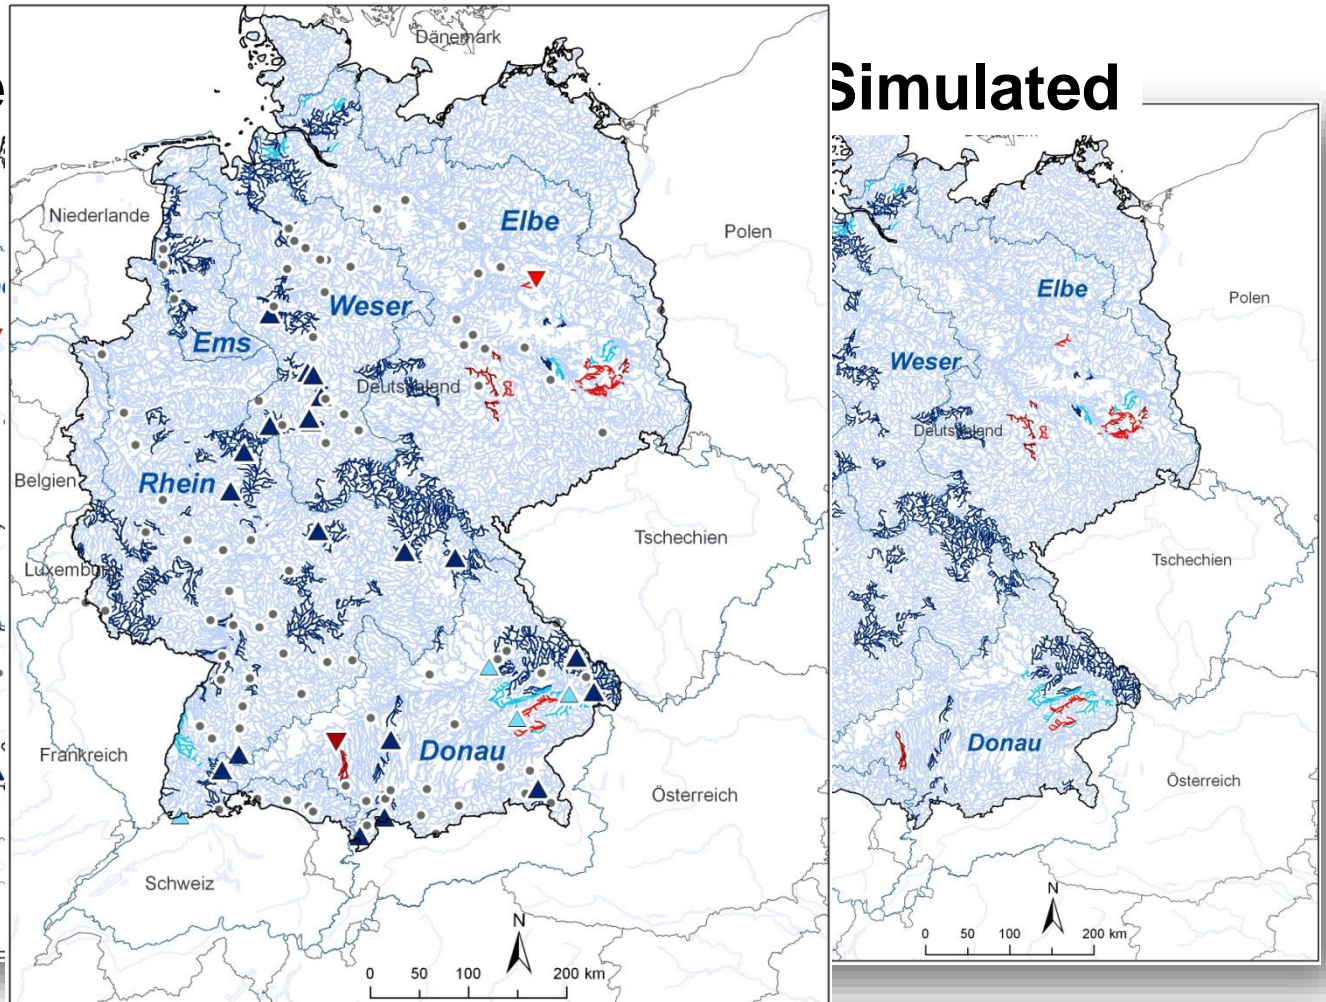 Simulated
Dänemark
Niederlande
Elbe
Polen
Weser
Ems
Deutschland
Rhein
Belgien
Tschechien
Luxemburg
Donau
Frankreich
Österreich
Schweiz
N
0 50 100 200 km
Elbe
Polen
Weser
Deutschland
Tschechien
Donau
Österreich
N
0 50 100 200 km